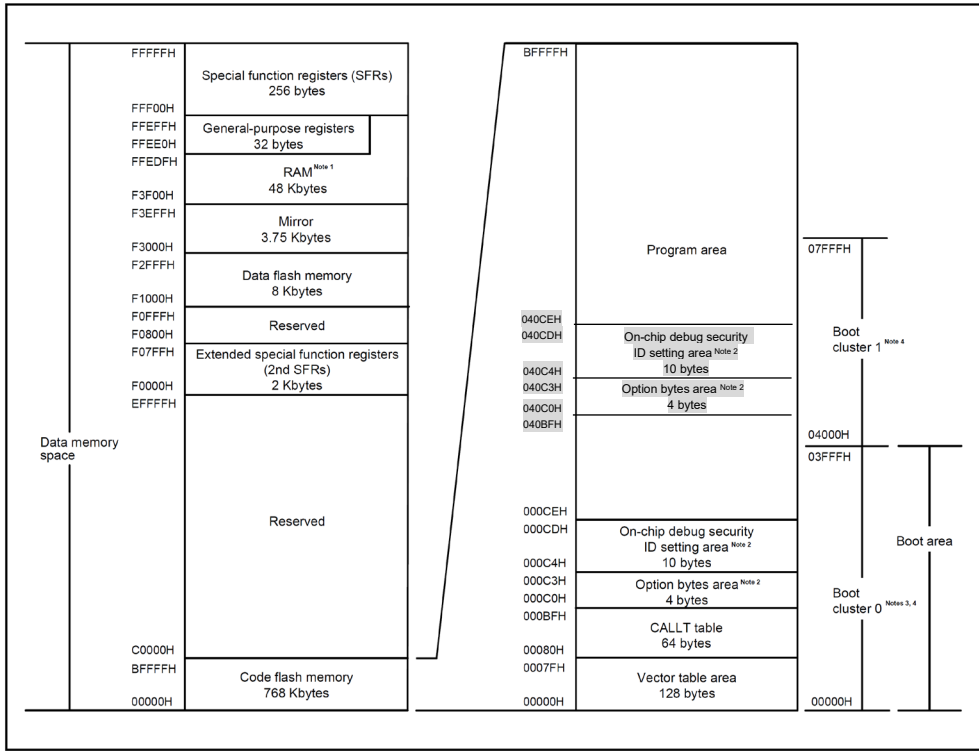 FFFFFH
Special function registers (SFRs)
256 bytes
FFF00H
FFEFFH
General-purpose registers
32 bytes
FFEE0H
FFEDFH
RAM Note 1
48 Kbytes
F3F00H
F3EFFH
Mirror
3.75 Kbytes
F3000H
F2FFFH
Data flash memory
8 Kbytes
F1000H
F0FFFH
Reserved
F0800H
F07FFH
Extended special function registers
(2nd SFRs)
2 Kbytes
F0000H
EFFFFH
Data memory
space
Reserved
C0000H
BFFFFH
Code flash memory
768 Kbytes
00000H
BFFFFH
Program area
040CEH
040CDH
On-chip debug security
ID setting area Note 2
10 bytes
040C4H
040C3H
Option bytes area Note 2
4 bytes
040C0H
040BFH
000CEH
000CDH
On-chip debug security
ID setting area Note 2
10 bytes
000C4H
000C3H
Option bytes area Note 2
4 bytes
000C0H
000BFH
CALLT table
64 bytes
00080H
0007FH
Vector table area
128 bytes
00000H
07FFFH
Boot
cluster 1 Note 4
04000H
03FFFH
Boot area
Boot
cluster 0 Notes 3, 4
00000H